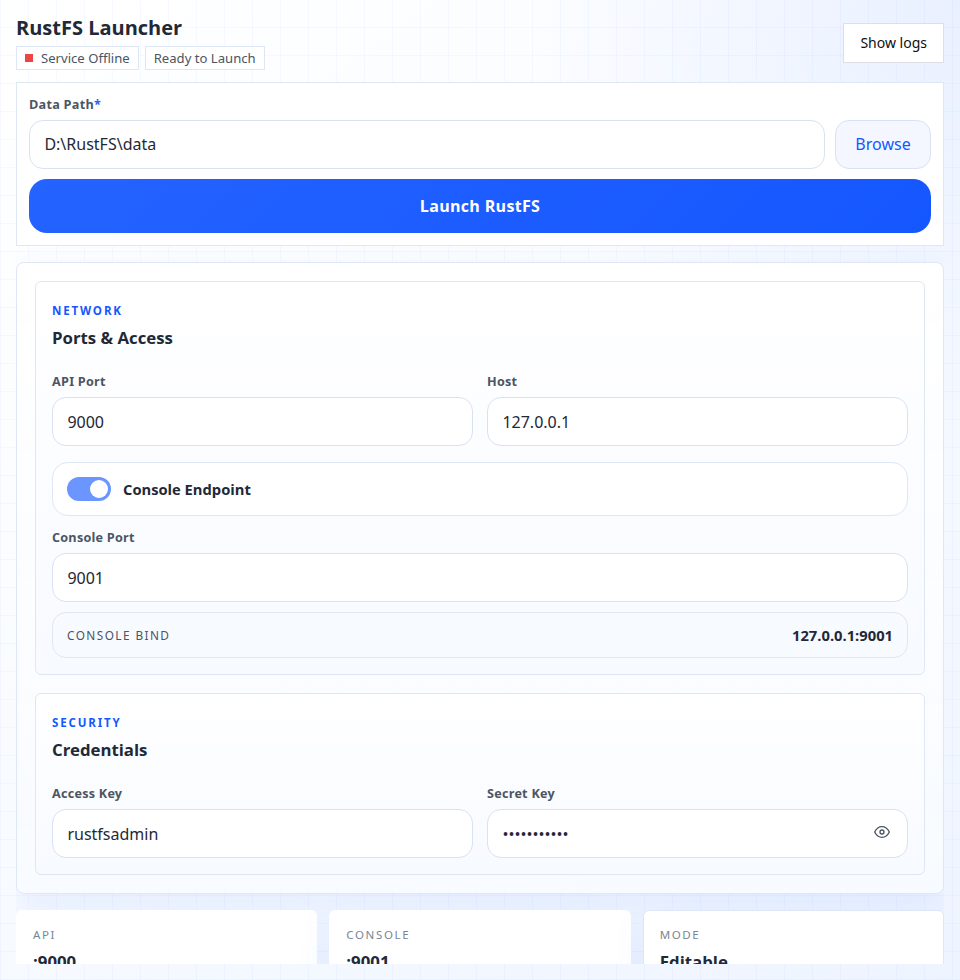 RustFS Launcher
Service Offline
Ready to Launch
Show logs
Data Path*
D:\RustFS\data
Browse
Launch RustFS
NETWORK
Ports & Access
API Port
Host
9000
127.0.0.1
Console Endpoint
Console Port
9001
CONSOLE BIND
127.0.0.1:9001
SECURITY
Credentials
Access Key
Secret Key
rustfsadmin
•••••••••••
API
CONSOLE
MODE
:9000
:9001
Editable